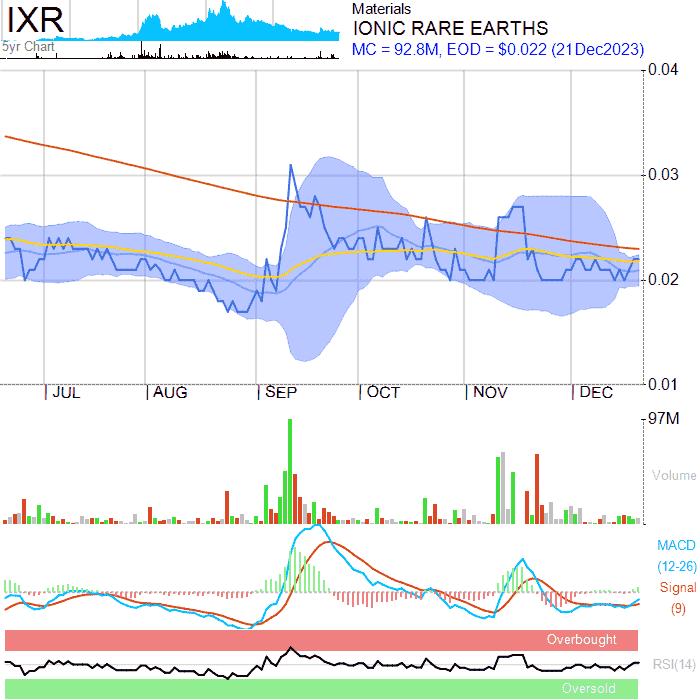 IXR
5yr Chart
Materials
IONIC RARE EARTHS
MC = 92.8M, EOD = $0.022 (21Dec2023)
0.04
0.03
0.02
0.01
JUL AUG SEP OCT NOV DEC
97M
Volume
MACD
(12-26)
Signal
(9)
Overbought
RSI(14)
Oversold